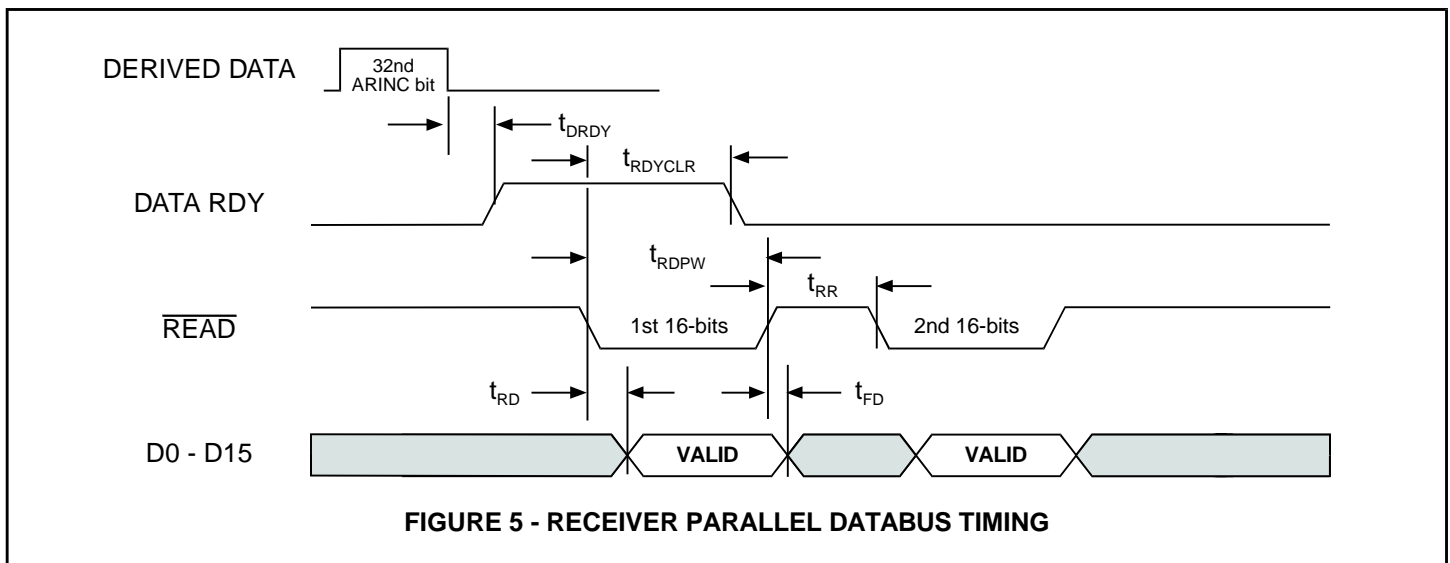 DERIVED DATA
32nd
ARINC bit
tDRDY
tRDYCLR
DATA RDY
tRDPW
tRR
READ
1st 16-bits
2nd 16-bits
tRD
tFD
D0 - D15
VALID
VALID
FIGURE 5 - RECEIVER PARALLEL DATABUS TIMING